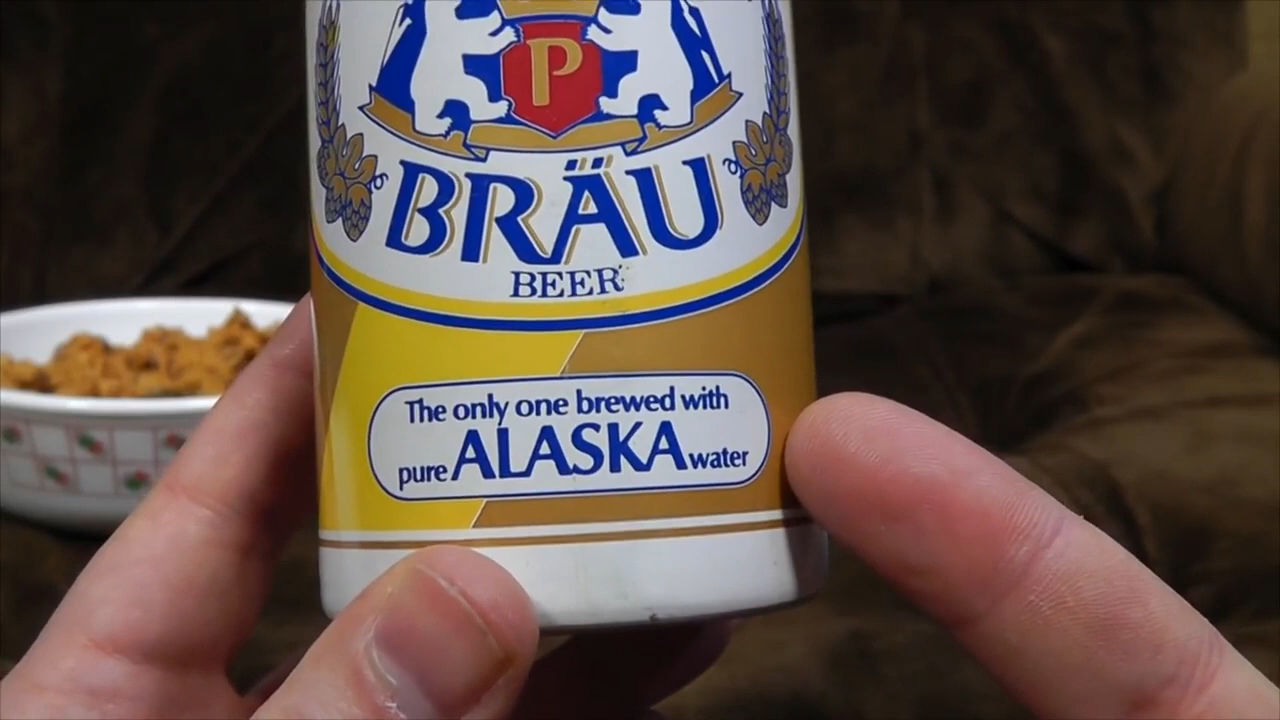 P
BRÄU
BEER
The only one brewed with
pure ALASKA water